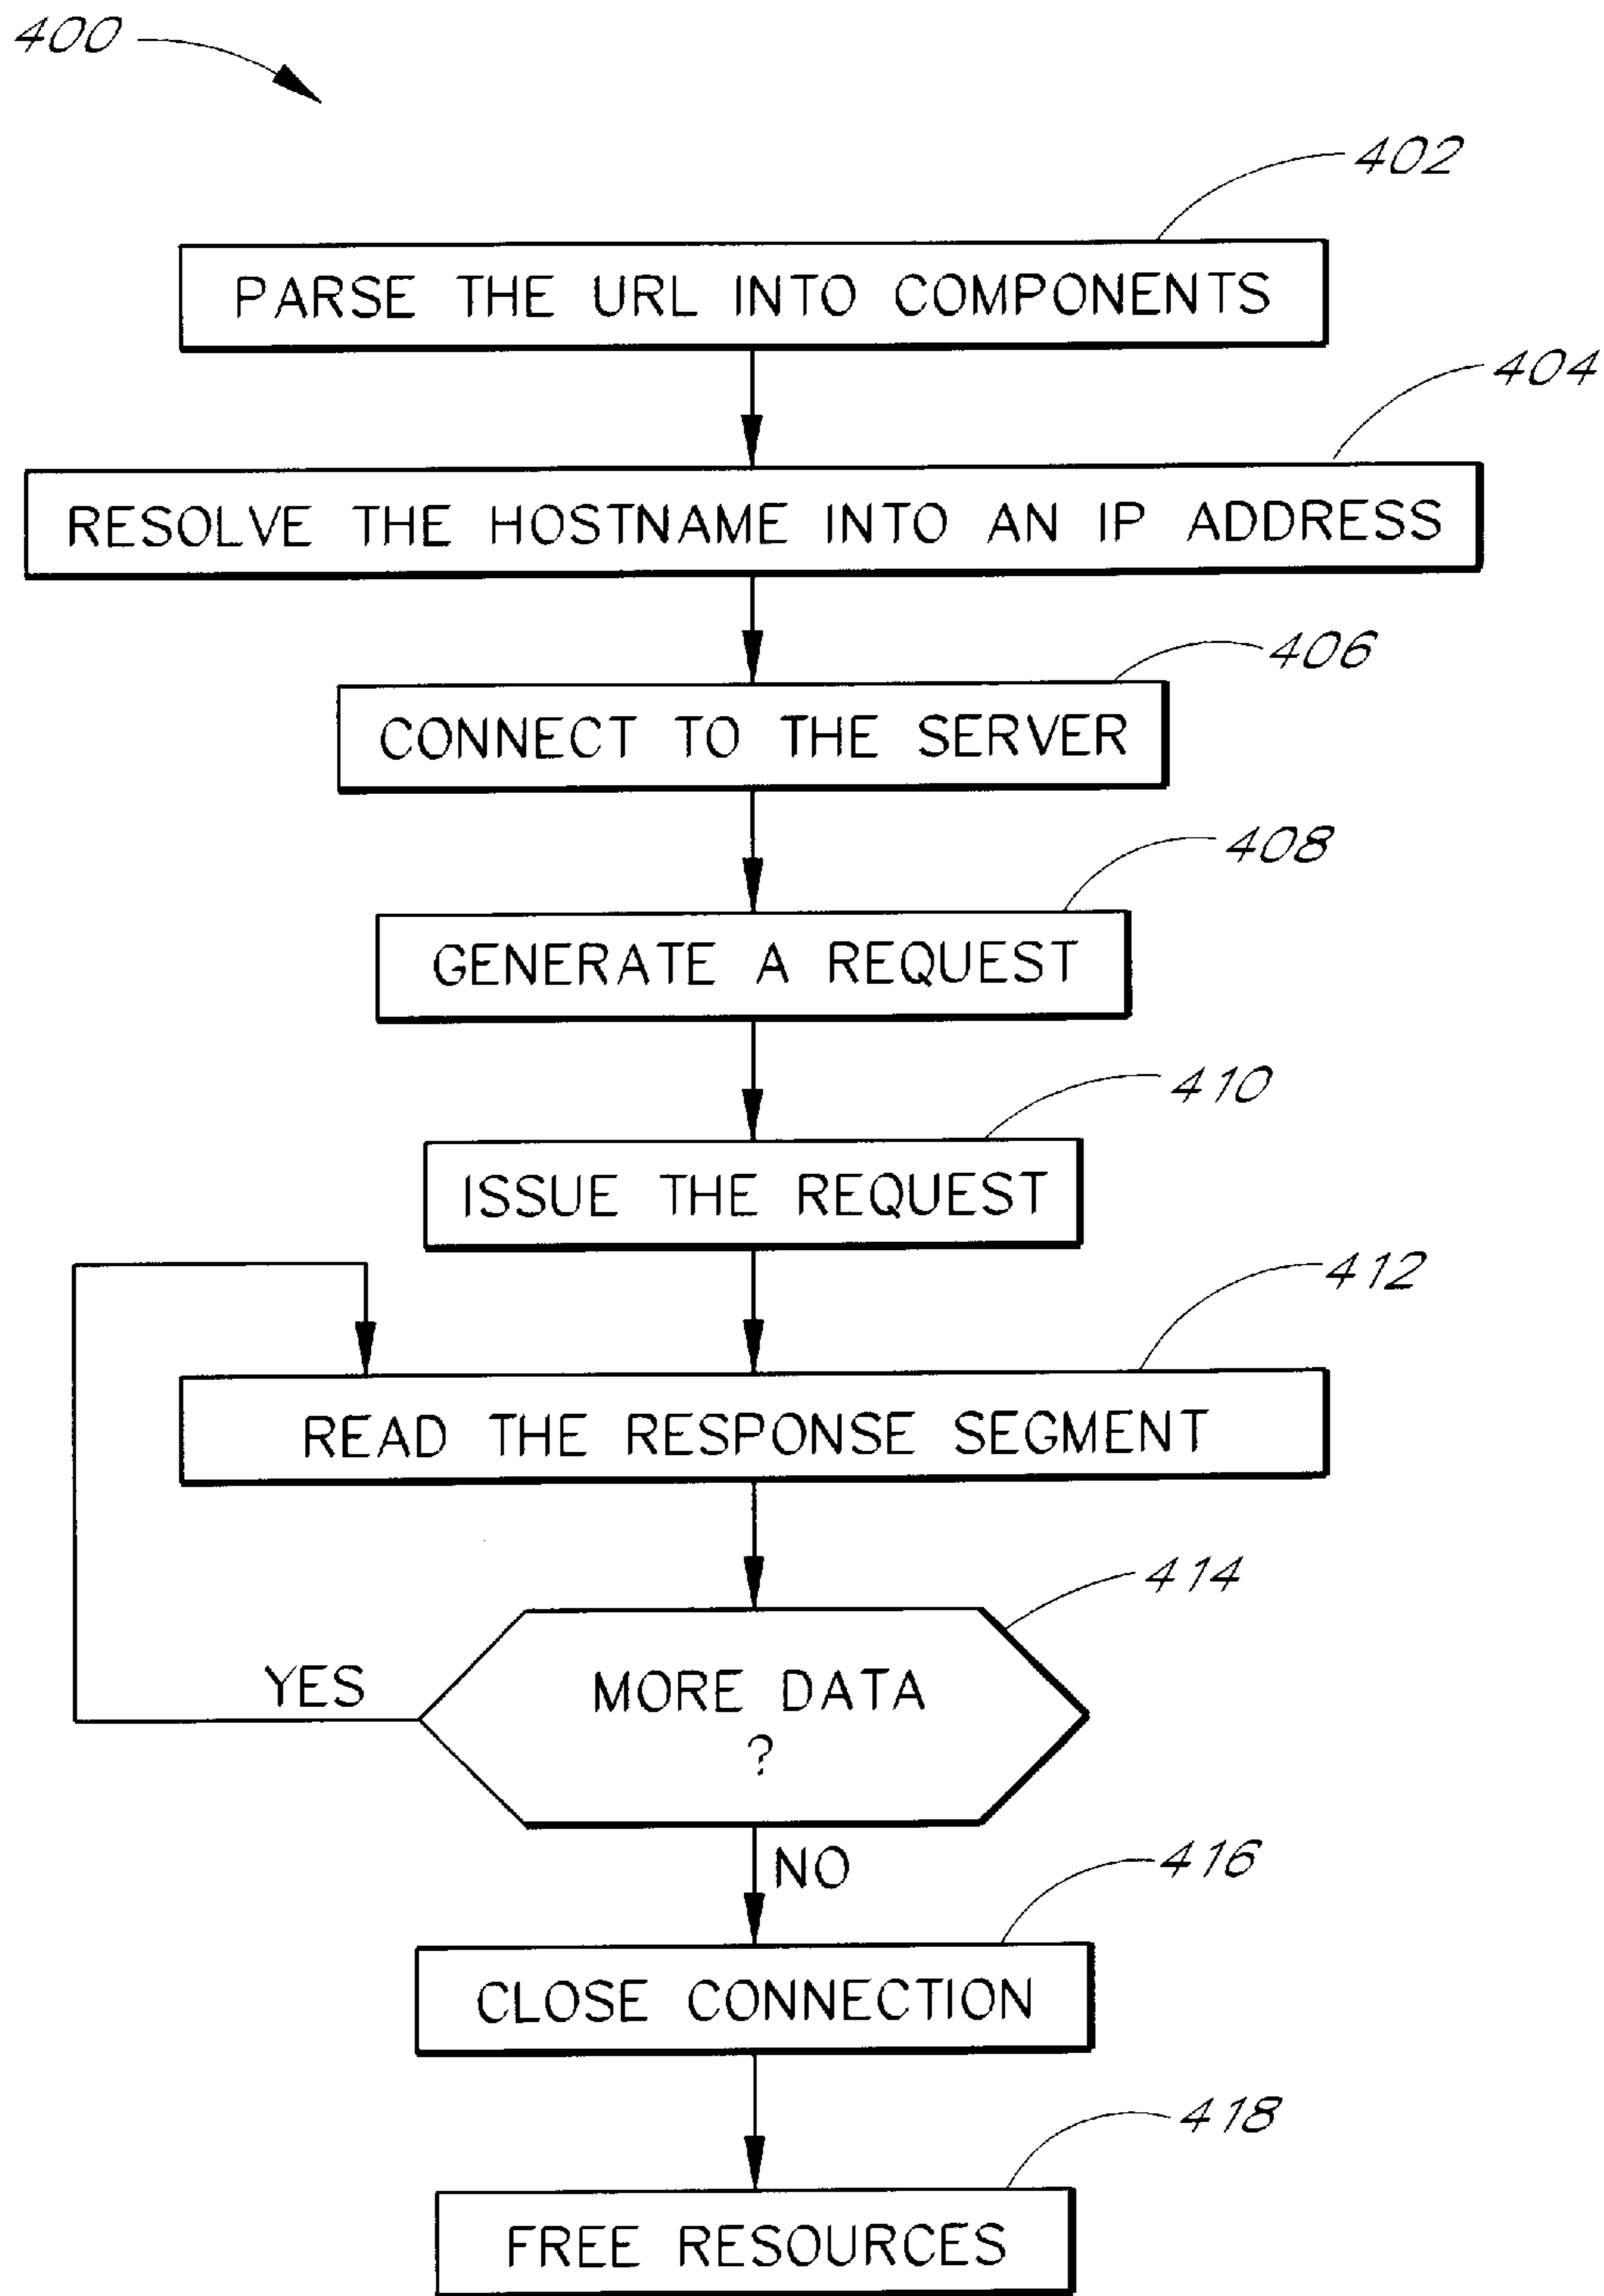 400
402
PARSE THE URL INTO COMPONENTS
404
RESOLVE THE HOSTNAME INTO AN IP ADDRESS
406
CONNECT TO THE SERVER
408
GENERATE A REQUEST
410
ISSUE THE REQUEST
412
READ THE RESPONSE SEGMENT
414
MORE DATA
?
YES
NO
416
CLOSE CONNECTION
418
FREE RESOURCES